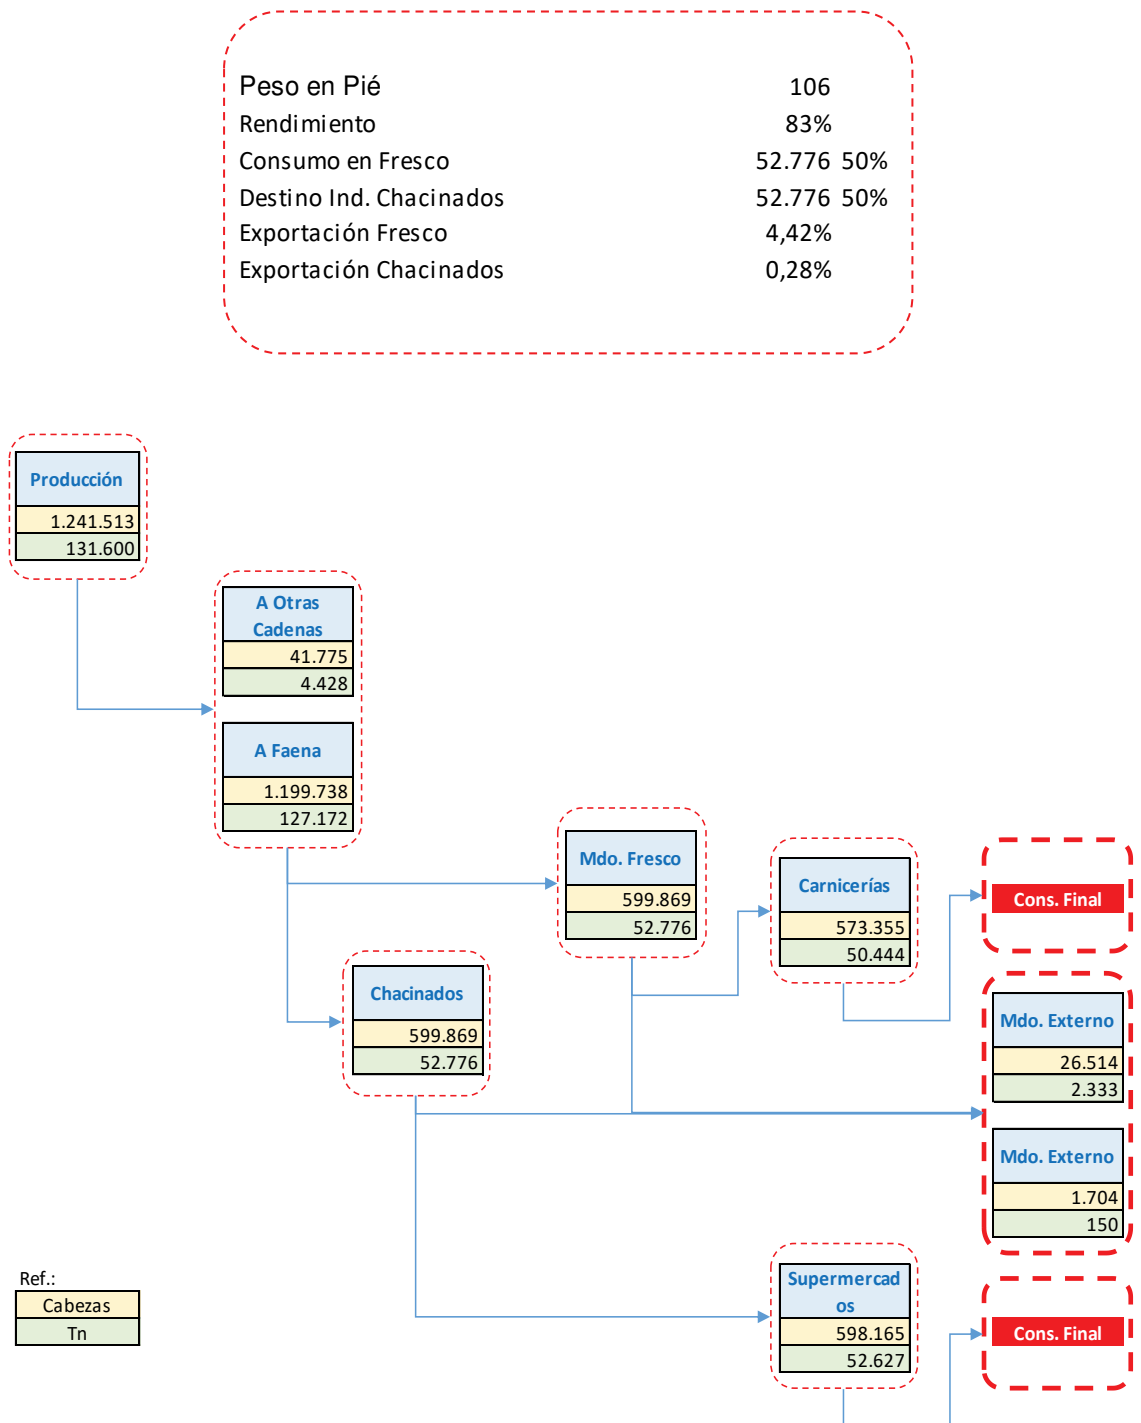 Peso en Pié 106
Rendimiento 83%
Consumo en Fresco 52.776 50%
Destino Ind. Chacinados 52.776 50%
Exportación Fresco 4,42%
Exportación Chacinados 0,28%
Producción
1.241.513
131.600
A Otras
Cadenas
41.775
4.428
A Faena
1.199.738
127.172
Mdo. Fresco
599.869
52.776
Carnicerías
573.355
50.444
Cons. Final
Chacinados
599.869
52.776
Mdo. Externo
26.514
2.333
Mdo. Externo
1.704
150
Supermercad
os
598.165
52.627
Cons. Final
Ref.:
Cabezas
Tn